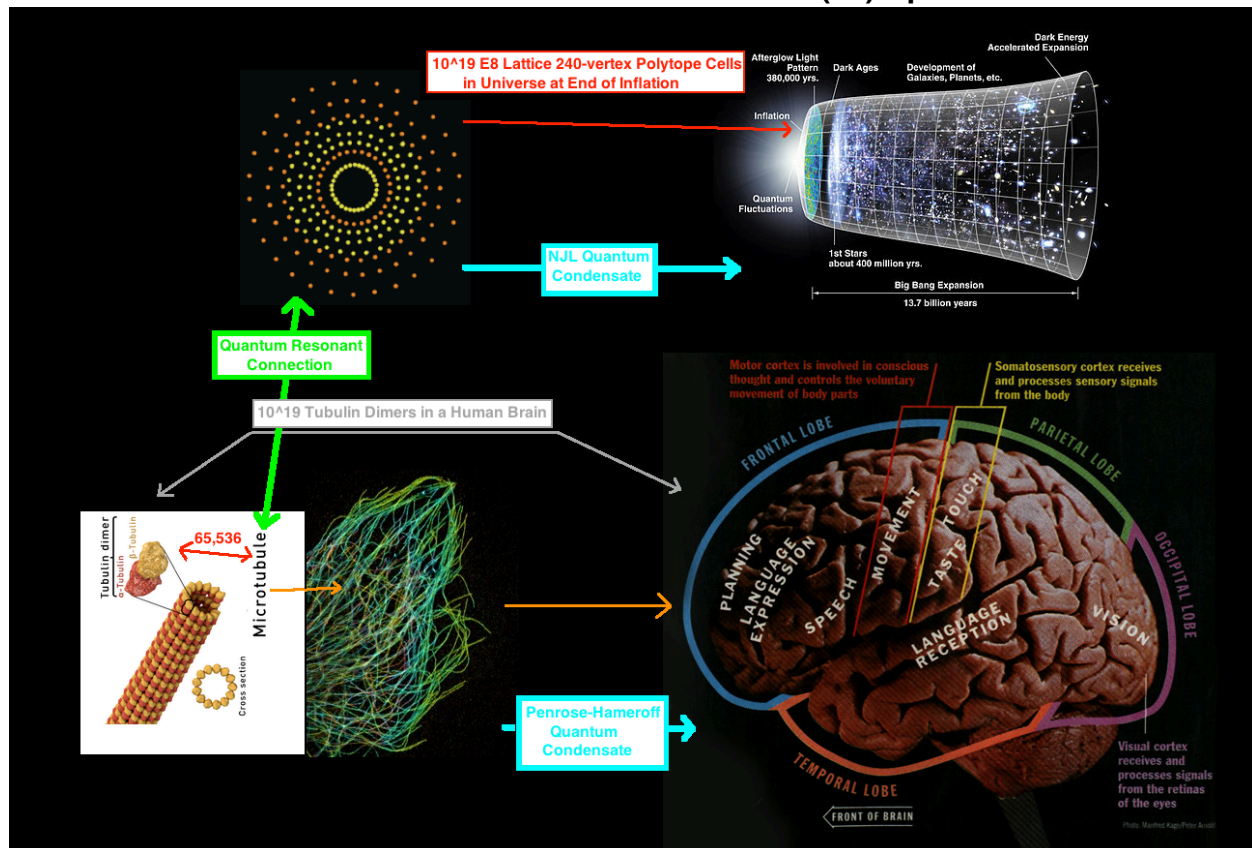 10^19 E8 Lattice 240-vertex Polytope Cells
in Universe at End of Inflation
Dark Energy
Accelerated Expansion
Afterglow Light
Pattern
380,000 yrs.
Dark Ages
Development of
Galaxies, Planets, etc.
Inflation
Quantum
Fluctuations
1st Stars
about 400 million yrs.
Big Bang Expansion
13.7 billion years
NJL Quantum
Condensate
Quantum Resonant
Connection
10^19 Tubulin Dimers in a Human Brain
Motor cortex is involved in conscious
thought and controls the voluntary
movement of body parts
Somatosensory cortex receives
and processes sensory signals
from the body
FRONTAL LOBE
PARIETAL LOBE
OCCIPITAL LOBE
TEMPORAL LOBE
PLANNING
LANGUAGE
EXPRESSION
SPEECH
MOVEMENT
TOUCH
TASTE
LANGUAGE
RECEPTION
VISION
Tubulin dimer
α-Tubulin
β-Tubulin
65,536
Microtubule
Cross section
Penrose-Hameroff
Quantum
Condensate
Visual cortex
receives and
processes signals
from the retinas
of the eyes
FRONT OF BRAIN
Photo: Manfred Kage/Peter Arnold